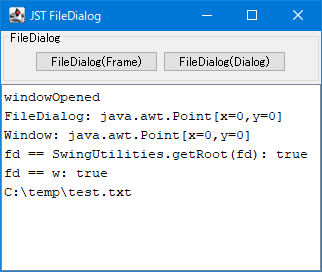 JST FileDialog
FileDialog
FileDialog(Frame) FileDialog(Dialog)
windowOpened
FileDialog: java.awt.Point[x=0,y=0]
Window: java.awt.Point[x=0,y=0]
fd == SwingUtilities.getRoot(fd): true
fd == w: true
C:\temp\test.txt